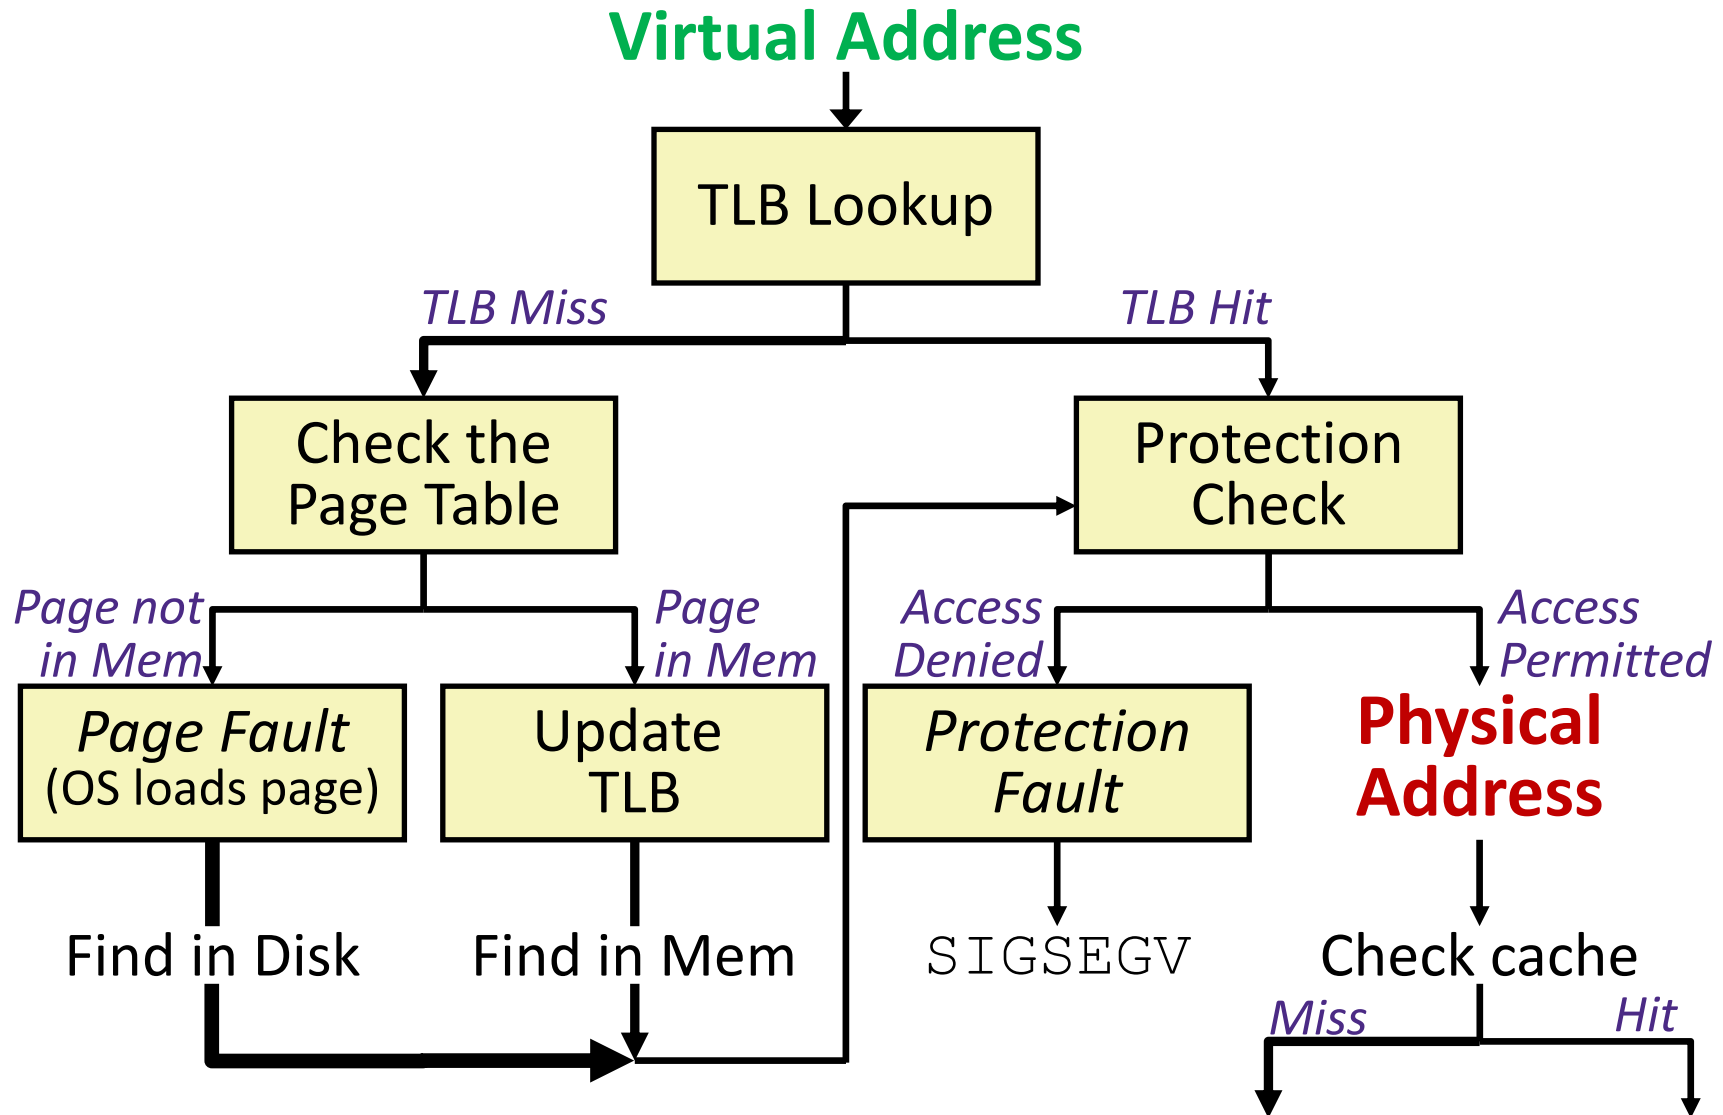 Virtual Address
TLB Lookup
TLB Miss
TLB Hit
Check the
Page Table
Protection
Check
Page not
in Mem
Page
in Mem
Access
Denied
Access
Permitted
Page Fault
(OS loads page)
Update
TLB
Protection
Fault
Physical
Address
Find in Disk
Find in Mem
SIGSEGV
Check cache
Miss
Hit